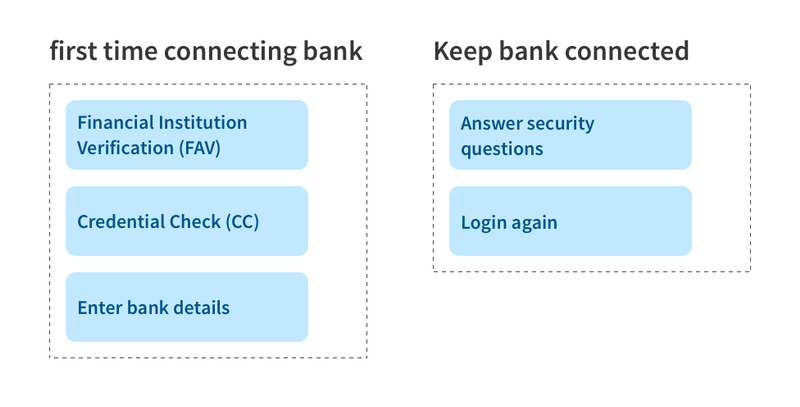 first time connecting bank
Financial Institution
Verification (FAV)
Credential Check (CC)
Enter bank details
Keep bank connected
Answer security
questions
Login again